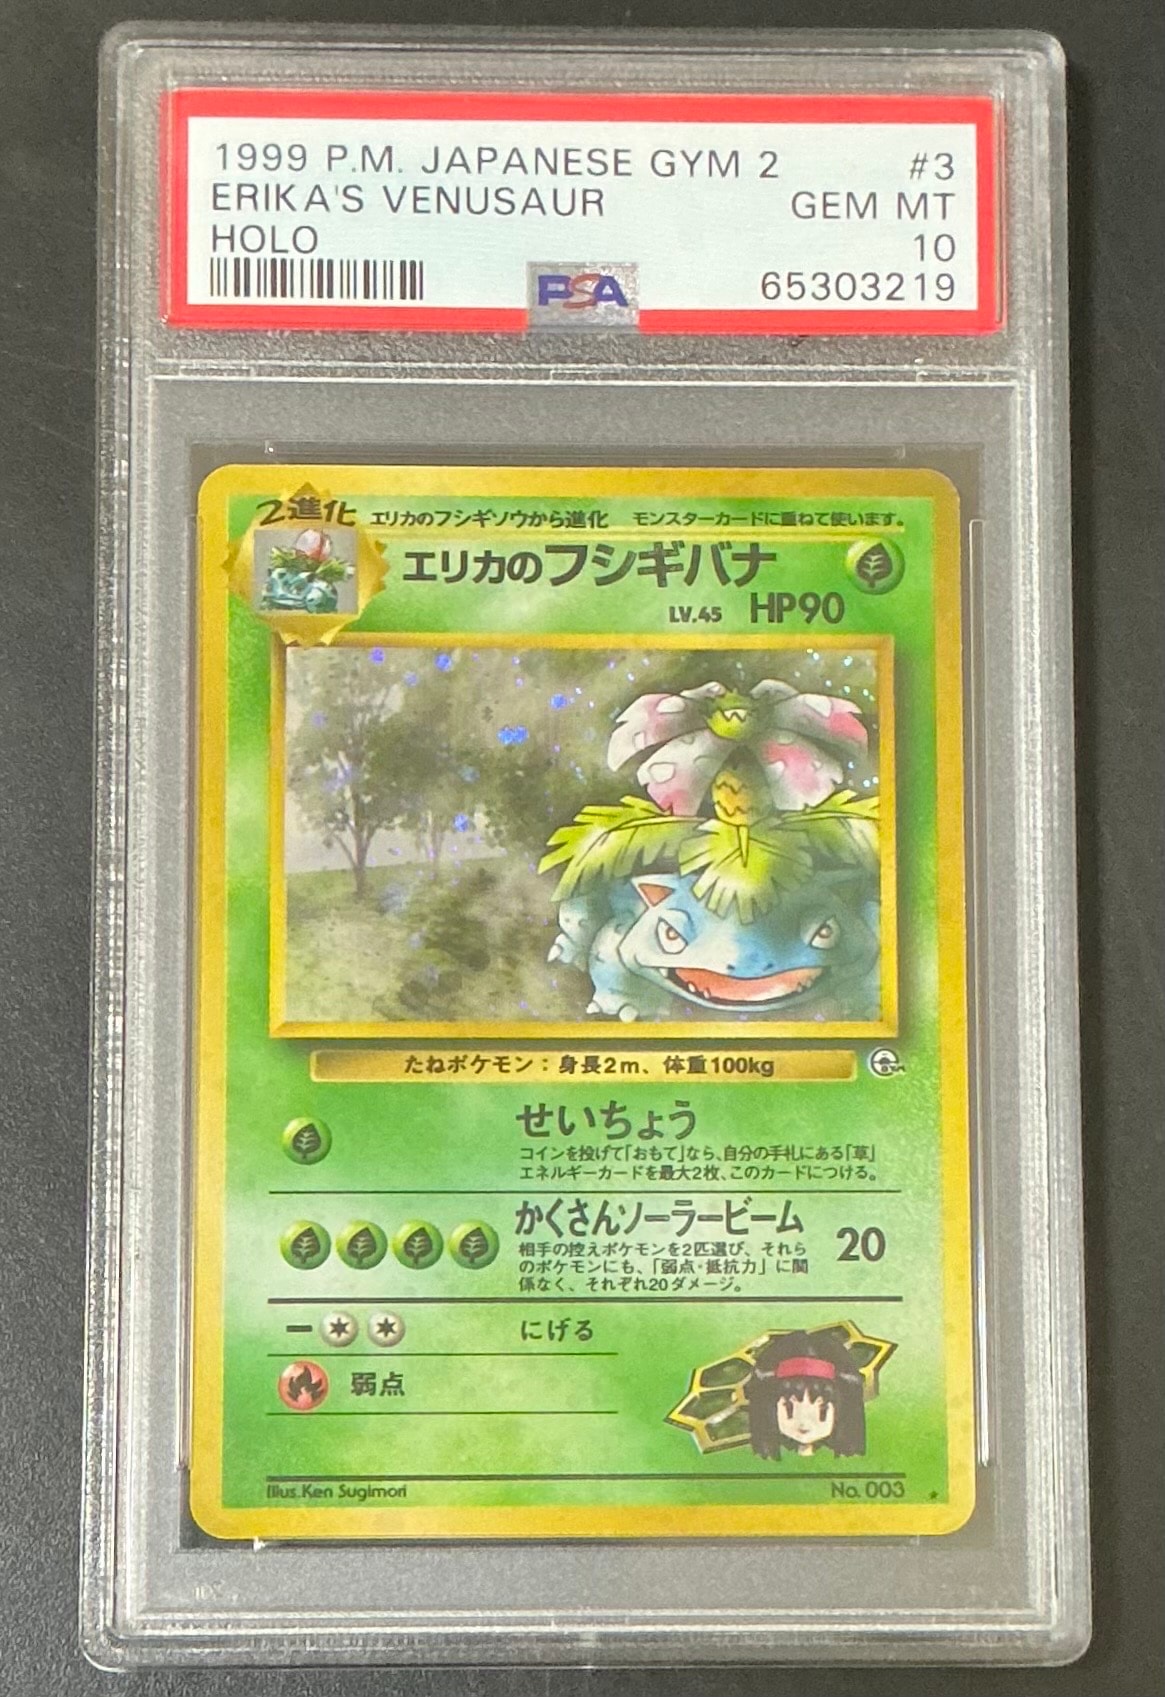 1999 P.M. JAPANESE GYM 2 #3
ERIKA'S VENUSAUR GEM MT
HOLO 10
PSA 65303219
2進化 エリカのフシギソウから進化 モンスターカードに重ねて使います。
エリカのフシギバナ
LV.45 HP90
たねポケモン：身長2m、体重100kg
せいちょう
コインを投げて「おもて」なら、自分の手札にある「草」
エネルギーカードを最大2枚、このカードにつける。
かくさんソーラービーム 20
相手の控えポケモンを2匹選び、それら
のポケモンにも、「弱点・抵抗力」に関
係なく、それぞれ20ダメージ。
ー にげる
弱点
Illus. Ken Sugimori No. 003